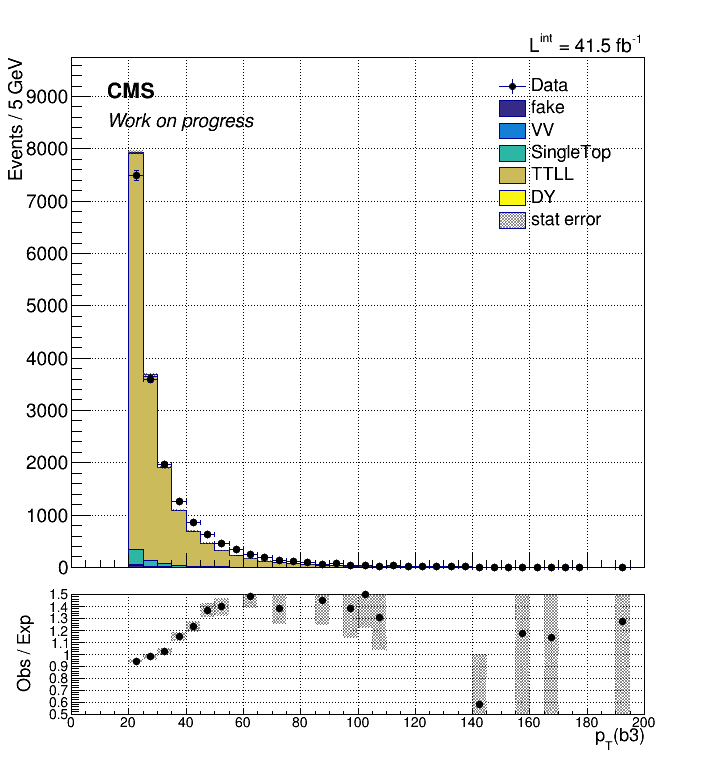 L^int = 41.5 fb^-1
Events / 5 GeV
CMS
Work on progress
Data
fake
VV
SingleTop
TTLL
DY
stat error
9000
8000
7000
6000
5000
4000
3000
2000
1000
0
Obs / Exp
1.5
1.4
1.3
1.2
1.1
1
0.9
0.8
0.7
0.6
0.5
0 20 40 60 80 100 120 140 160 180 200
p_T(b3)